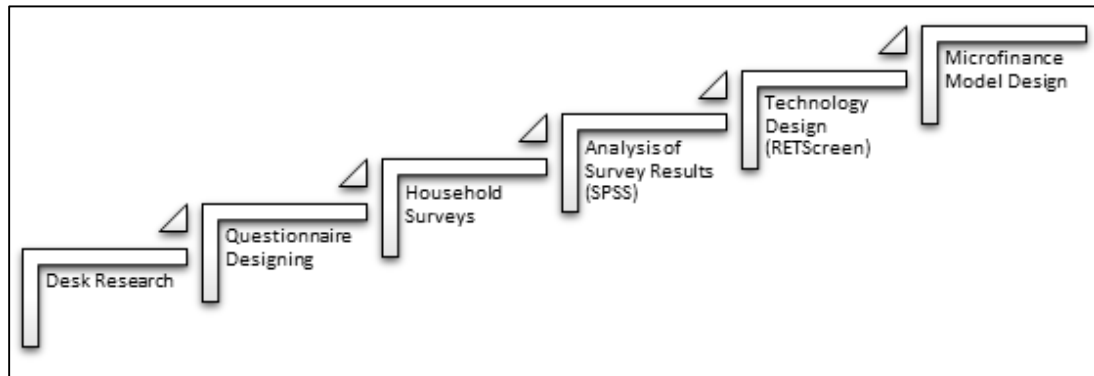 Desk Research
Questionnaire
Designing
Household
Surveys
Analysis of
Survey Results
(SPSS)
Technology
Design
(RETScreen)
Microfinance
Model Design